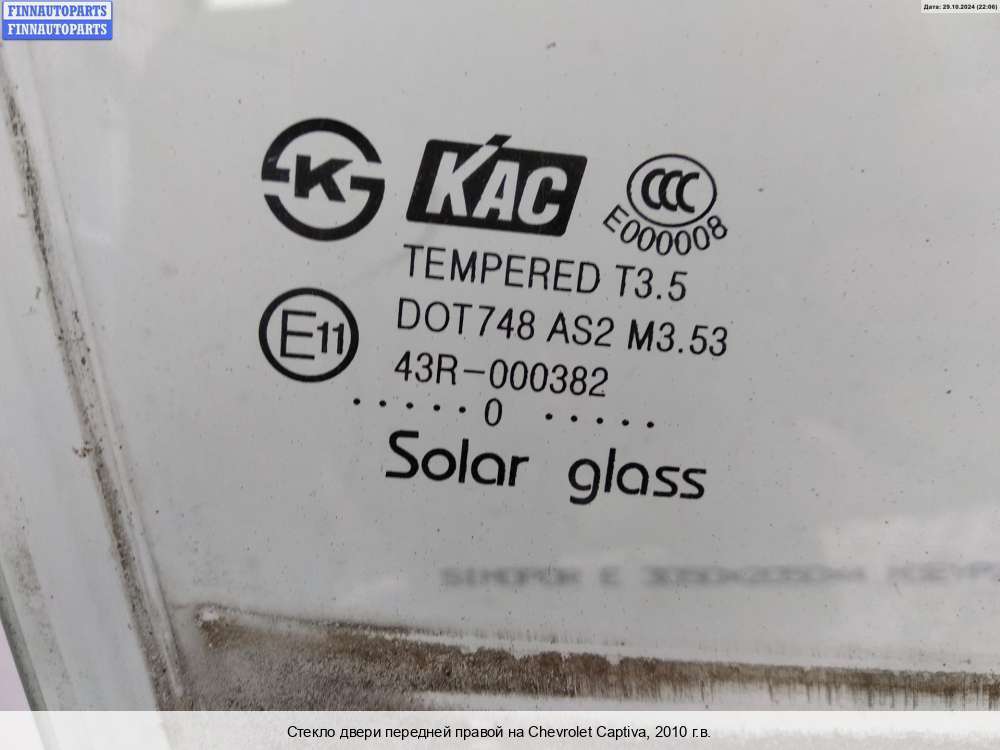 FINNAUTOPARTS
FINNAUTOPARTS
Дата: 29.10.2024 (22:06)
K
KAC
CCC
E000008
TEMPERED T3.5
DOT748 AS2 M3.53
E11
43R-000382
.....0 .....
Solar glass
Стекло двери передней правой на Chevrolet Captiva, 2010 г.в.